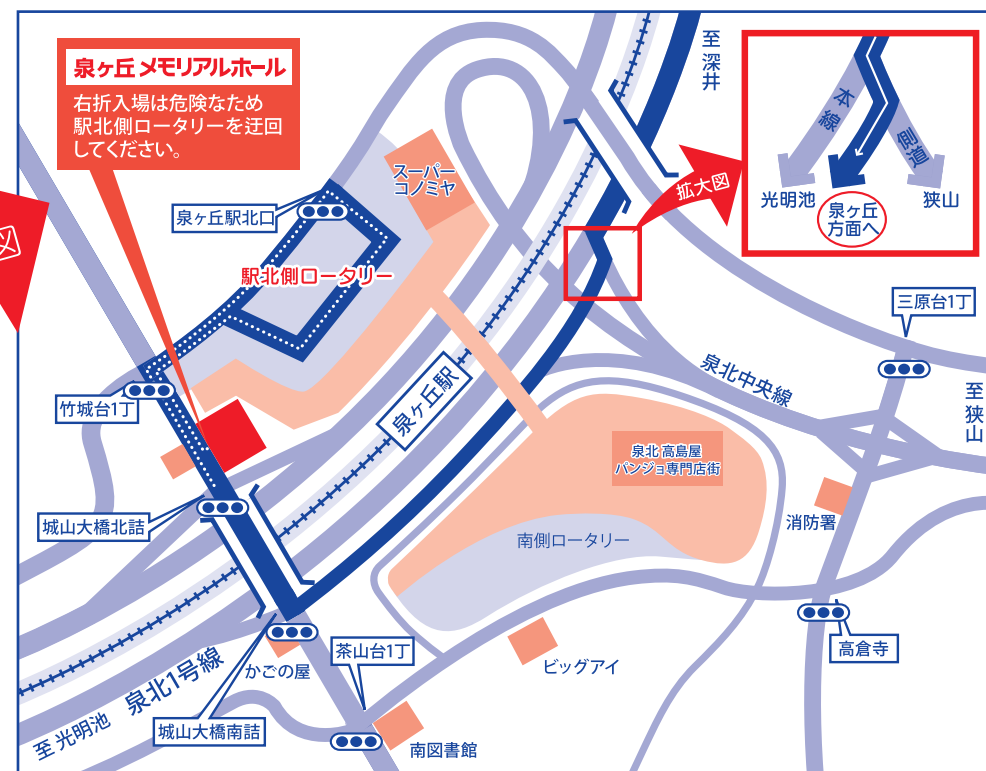 泉ヶ丘メモリアルホール
右折入場は危険なため
駅北側ロータリーを迂回
してください。
至深井
本線
側道
光明池
泉ヶ丘
方面へ
狭山
拡大図
図
スーパー
コノミヤ
泉ヶ丘駅北口
駅北側ロータリー
三原台1丁
泉ヶ丘駅
泉北中央線
至狭山
竹城台1丁
泉北高島屋
パンジョ専門店街
消防署
城山大橋北詰
南側ロータリー
高倉寺
茶山台1丁
ビッグアイ
かごの屋
泉北1号線
至光明池
城山大橋南詰
南図書館